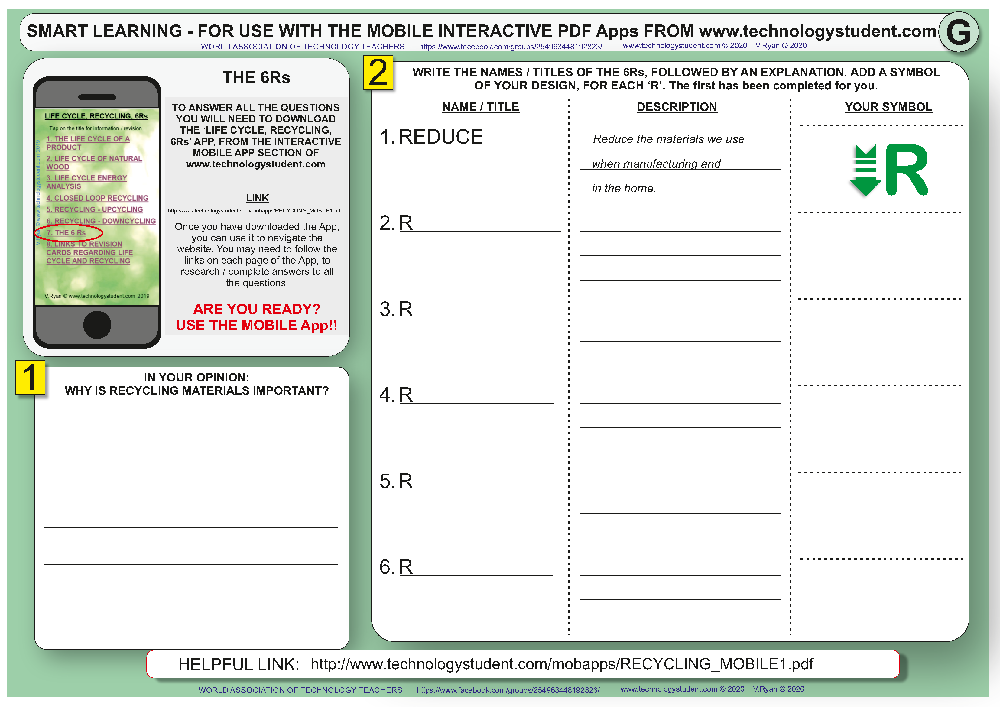 SMART LEARNING - FOR USE WITH THE MOBILE INTERACTIVE PDF Apps FROM www.technologystudent.com
G
WORLD ASSOCIATION OF TECHNOLOGY TEACHERS https://www.facebook.com/groups/254963448192823/ www.technologystudent.com © 2020 V.Ryan © 2020
THE 6Rs
LIFE CYCLE, RECYCLING, 6Rs
Tap on the title for information / revision.
1. THE LIFE CYCLE OF A
PRODUCT
2. LIFE CYCLE OF NATURAL
WOOD
3. LIFE CYCLE ENERGY
ANALYSIS
4. CLOSED LOOP RECYCLING
5. RECYCLING - UPCYCLING
6. RECYCLING - DOWNCYCLING
7. THE 6 Rs
8. LINKS TO REVISION
CARDS REGARDING LIFE
CYCLE AND RECYCLING
V.Ryan © www.technologystudent.com 2019
V.Ryan © www.technologystudent.com 2019
TO ANSWER ALL THE QUESTIONS
YOU WILL NEED TO DOWNLOAD
THE ‘LIFE CYCLE, RECYCLING,
6Rs’ APP, FROM THE INTERACTIVE
MOBILE APP SECTION OF
www.technologystudent.com
LINK
http://www.technologystudent.com/mobapps/RECYCLING_MOBILE1.pdf
Once you have downloaded the App,
you can use it to navigate the
website. You may need to follow the
links on each page of the App, to
research / complete answers to all
the questions.
ARE YOU READY?
USE THE MOBILE App!!
1
IN YOUR OPINION:
WHY IS RECYCLING MATERIALS IMPORTANT?
2
WRITE THE NAMES / TITLES OF THE 6Rs, FOLLOWED BY AN EXPLANATION. ADD A SYMBOL
OF YOUR DESIGN, FOR EACH ‘R’. The first has been completed for you.
NAME / TITLE DESCRIPTION YOUR SYMBOL
1. REDUCE
Reduce the materials we use
when manufacturing and
in the home.
R
2. R
3. R
4. R
5. R
6. R
HELPFUL LINK: http://www.technologystudent.com/mobapps/RECYCLING_MOBILE1.pdf
WORLD ASSOCIATION OF TECHNOLOGY TEACHERS https://www.facebook.com/groups/254963448192823/ www.technologystudent.com © 2020 V.Ryan © 2020